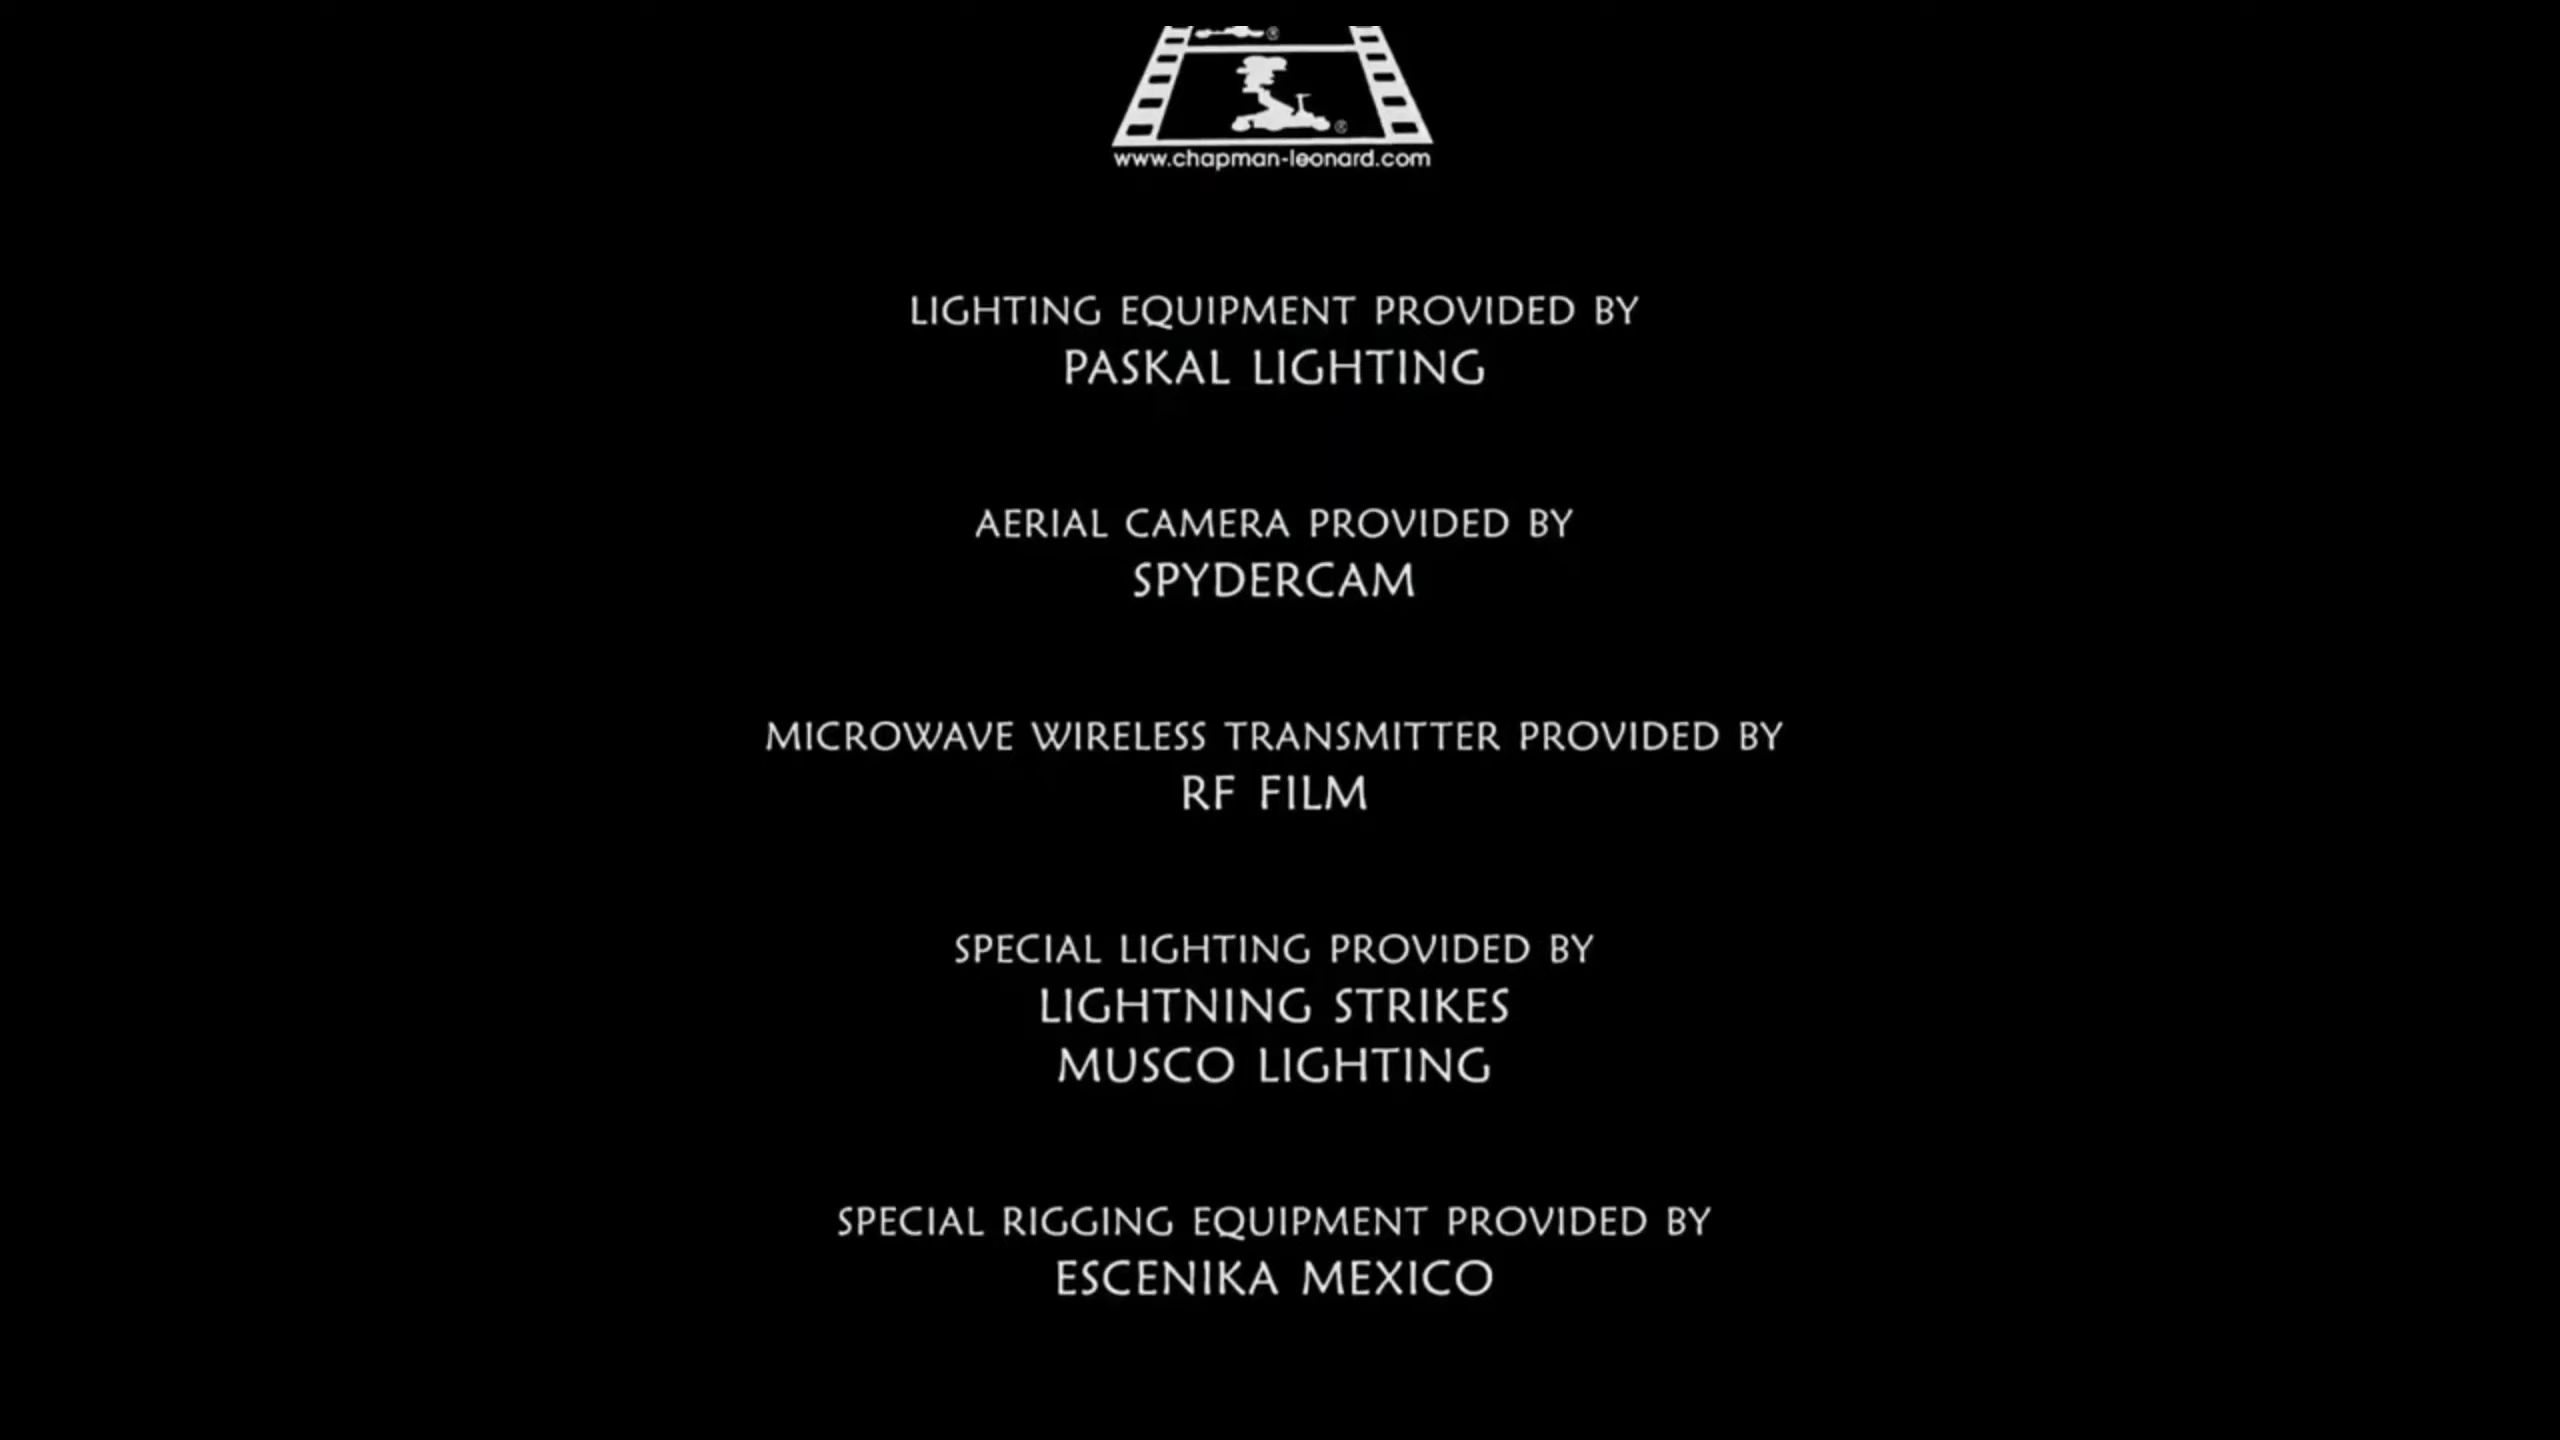 ®
®
www.chapman-leonard.com
LIGHTING EQUIPMENT PROVIDED BY
PASKAL LIGHTING
AERIAL CAMERA PROVIDED BY
SPYDERCAM
MICROWAVE WIRELESS TRANSMITTER PROVIDED BY
RF FILM
SPECIAL LIGHTING PROVIDED BY
LIGHTNING STRIKES
MUSCO LIGHTING
SPECIAL RIGGING EQUIPMENT PROVIDED BY
ESCENIKA MEXICO